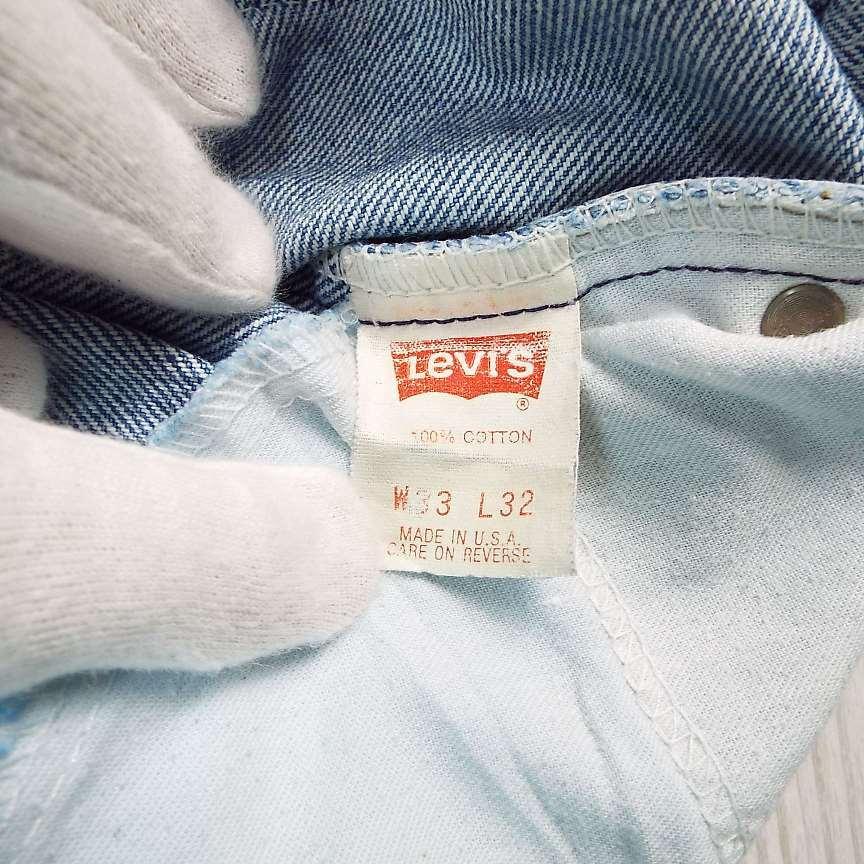 Levi's
®
100% COTTON
W33 L32
MADE IN U.S.A.
CARE ON REVERSE